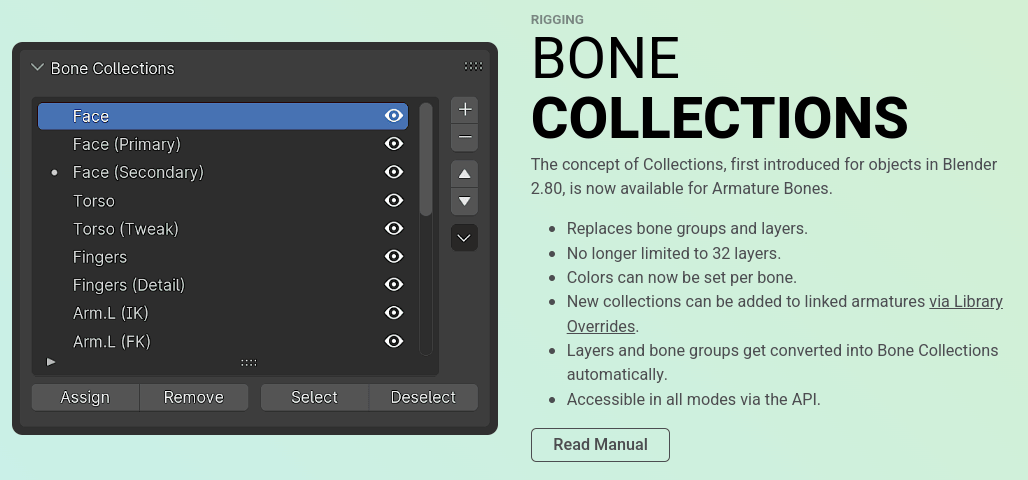 Bone Collections
Face
Face (Primary)
Face (Secondary)
Torso
Torso (Tweak)
Fingers
Fingers (Detail)
Arm.L (IK)
Arm.L (FK)
Assign Remove Select Deselect
RIGGING
BONE
COLLECTIONS
The concept of Collections, first introduced for objects in Blender
2.80, is now available for Armature Bones.
• Replaces bone groups and layers.
• No longer limited to 32 layers.
• Colors can now be set per bone.
• New collections can be added to linked armatures via Library
Overrides.
• Layers and bone groups get converted into Bone Collections
automatically.
• Accessible in all modes via the API.
Read Manual